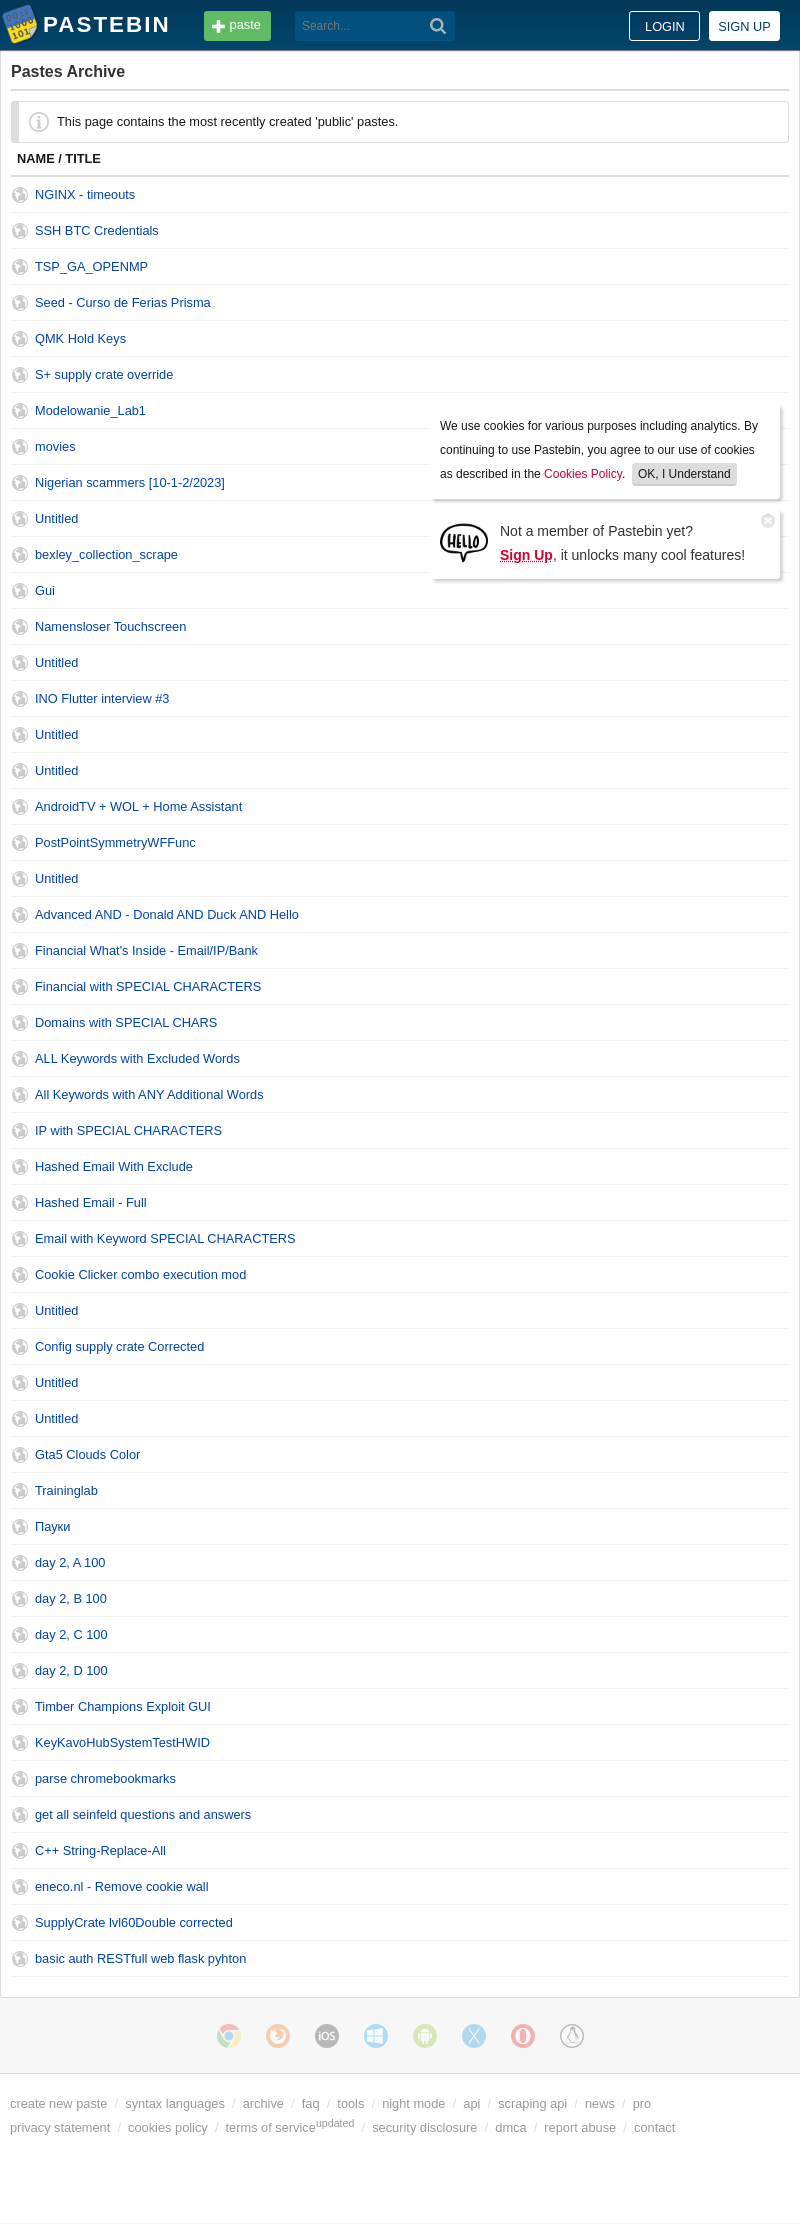 PASTEBIN paste Search... LOGIN SIGN UP
Pastes Archive
This page contains the most recently created 'public' pastes.
NAME / TITLE
NGINX - timeouts
SSH BTC Credentials
TSP_GA_OPENMP
Seed - Curso de Ferias Prisma
QMK Hold Keys
S+ supply crate override
Modelowanie_Lab1
movies
Nigerian scammers [10-1-2/2023]
Untitled
bexley_collection_scrape
We use cookies for various purposes including analytics. By
continuing to use Pastebin, you agree to our use of cookies
as described in the Cookies Policy. OK, I Understand
HELLO
Not a member of Pastebin yet?
Sign Up, it unlocks many cool features!
Gui
Namensloser Touchscreen
Untitled
INO Flutter interview #3
Untitled
Untitled
AndroidTV + WOL + Home Assistant
PostPointSymmetryWFFunc
Untitled
Advanced AND - Donald AND Duck AND Hello
Financial What's Inside - Email/IP/Bank
Financial with SPECIAL CHARACTERS
Domains with SPECIAL CHARS
ALL Keywords with Excluded Words
All Keywords with ANY Additional Words
IP with SPECIAL CHARACTERS
Hashed Email With Exclude
Hashed Email - Full
Email with Keyword SPECIAL CHARACTERS
Cookie Clicker combo execution mod
Untitled
Config supply crate Corrected
Untitled
Untitled
Gta5 Clouds Color
Traininglab
Пауки
day 2, A 100
day 2, B 100
day 2, C 100
day 2, D 100
Timber Champions Exploit GUI
KeyKavoHubSystemTestHWID
parse chromebookmarks
get all seinfeld questions and answers
C++ String-Replace-All
eneco.nl - Remove cookie wall
SupplyCrate lvl60Double corrected
basic auth RESTfull web flask pyhton
iOS
create new paste / syntax languages / archive / faq / tools / night mode / api / scraping api / news / pro
privacy statement / cookies policy / terms of serviceupdated / security disclosure / dmca / report abuse / contact